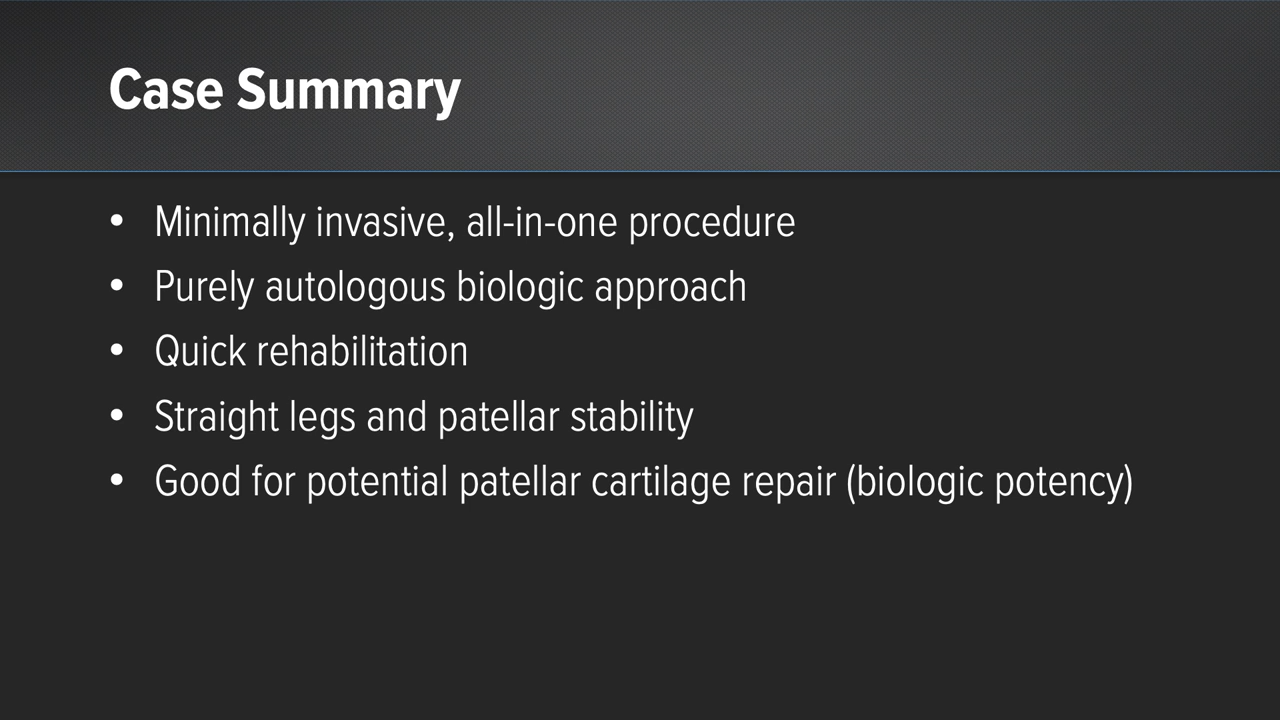 Case Summary
• Minimally invasive, all-in-one procedure
• Purely autologous biologic approach
• Quick rehabilitation
• Straight legs and patellar stability
• Good for potential patellar cartilage repair (biologic potency)